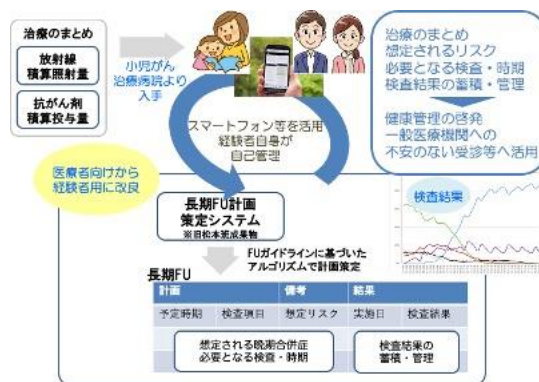 治療のまとめ
放射線
積算照射量
抗がん剤
積算投与量
小児がん
治療病院より
入手
治療のまとめ
想定されるリスク
必要となる検査・時期
検査結果の蓄積・管理
健康管理の啓発
一般医療機関への
不安のない受診等へ活用
スマートフォン等を活用
経験者自身が
自己管理
医療者向けから
経験者用に改良
長期FU計画
策定システム
※旧松本班成果物
検査結果
FUガイドラインに基づいた
アルゴリズムで計画策定
長期FU
計画 備考 結果
予定時期 検査項目 想定リスク 実施日 検査結果
想定される晩期合併症
必要となる検査・時期
検査結果の
蓄積・管理